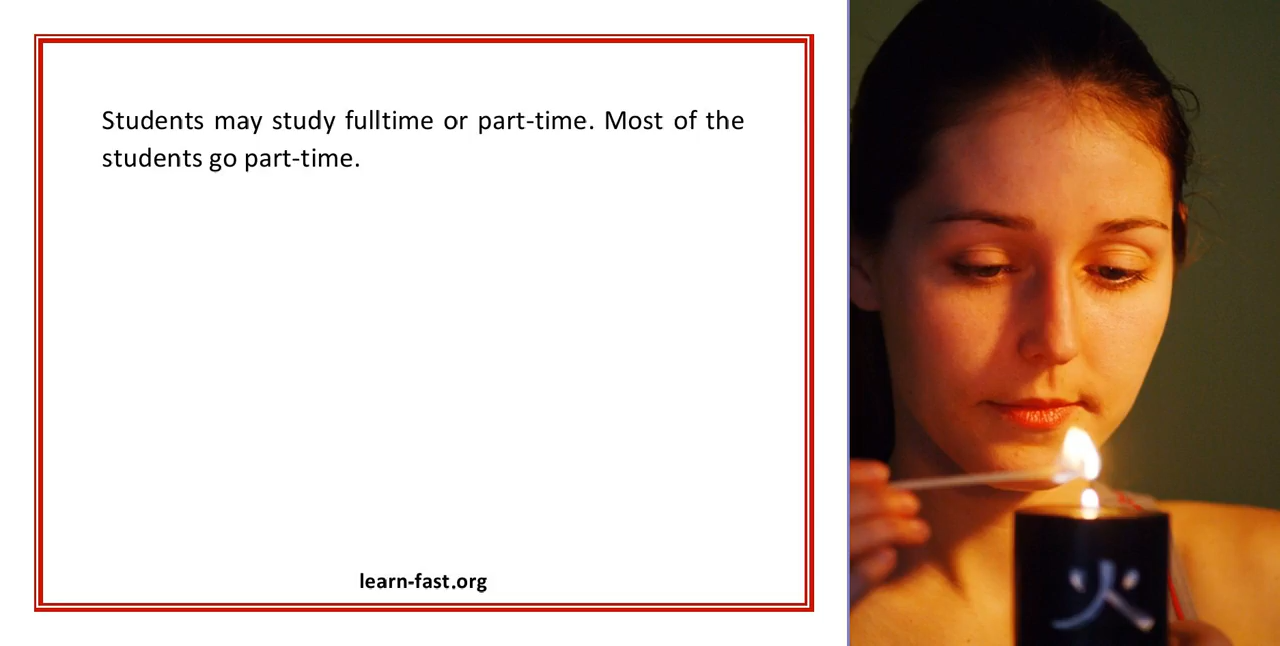 Students may study fulltime or part-time. Most of the
students go part-time.
learn-fast.org
火